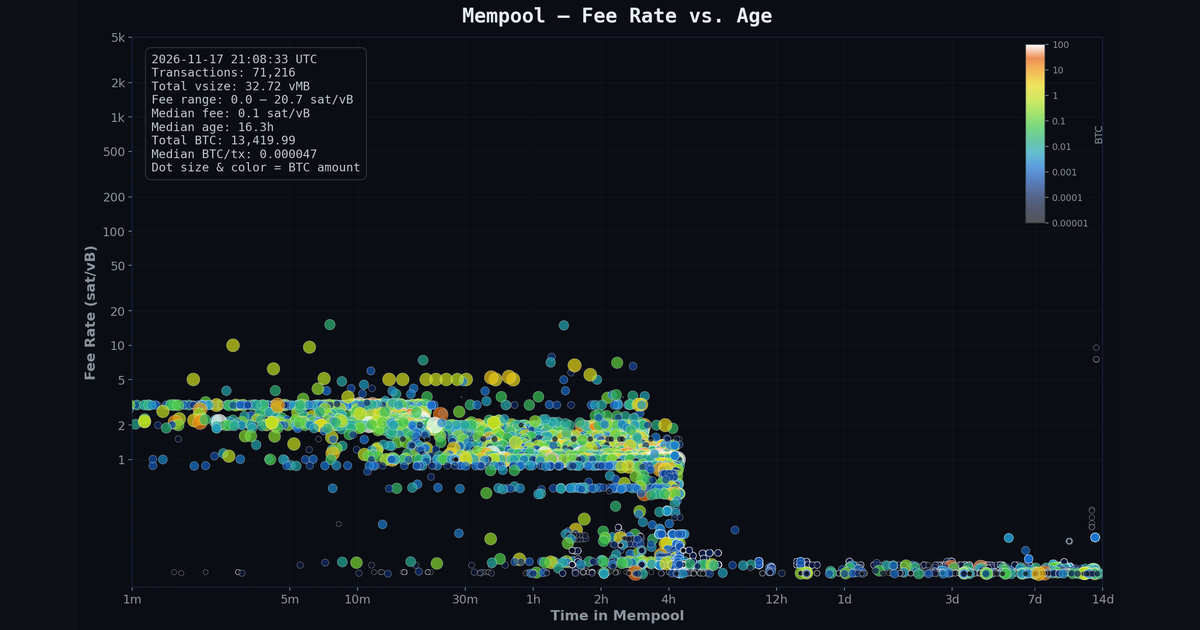 Mempool — Fee Rate vs. Age
2026-11-17 21:08:33 UTC
Transactions: 71,216
Total vsize: 32.72 vMB
Fee range: 0.0 – 20.7 sat/vB
Median fee: 0.1 sat/vB
Median age: 16.3h
Total BTC: 13,419.99
Median BTC/tx: 0.000047
Dot size & color = BTC amount
5k
2k
1k
500
200
100
50
20
10
5
2
1
Fee Rate (sat/vB)
100
10
1
0.1
0.01
0.001
0.0001
0.00001
BTC
1m 5m 10m 30m 1h 2h 4h 12h 1d 3d 7d 14d
Time in Mempool